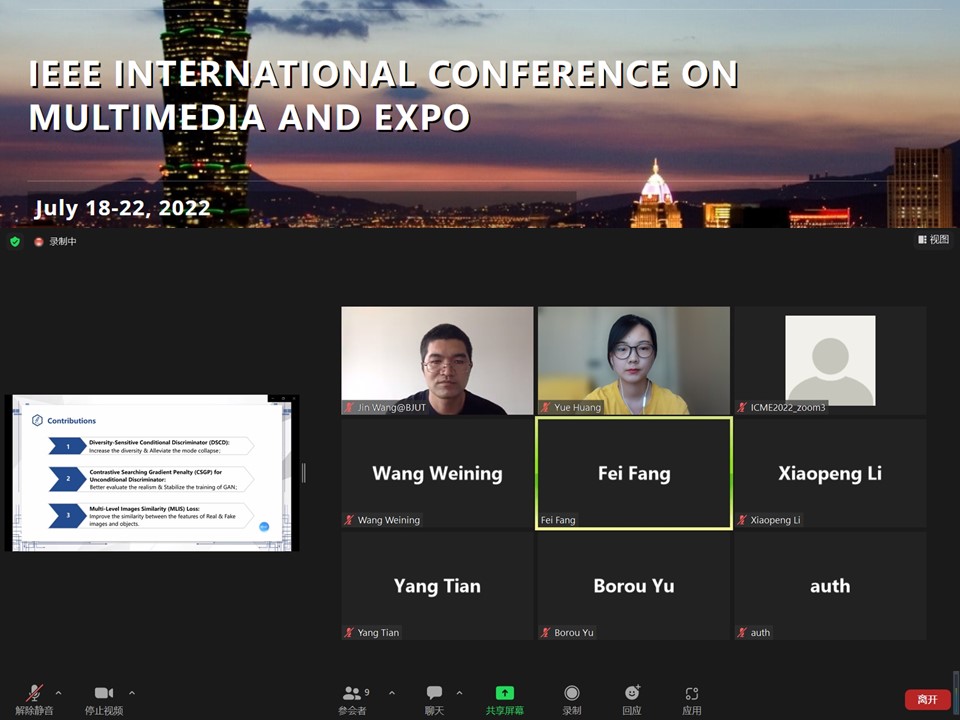 IEEE INTERNATIONAL CONFERENCE ON
MULTIMEDIA AND EXPO
July 18-22, 2022
录制中
视图
Contributions
1
Diversity-Sensitive Conditional Discriminator (DSCD):
Increase the diversity & Alleviate the mode collapse;
2
Contrastive Searching Gradient Penalty (CSGP) for
Unconditional Discriminator:
Better evaluate the realism & Stabilize the training of GAN;
3
Multi-Level Images Similarity (MLIS) Loss:
Improve the similarity between the features of Real & Fake
images and objects.
Jin Wang@BJUT
Yue Huang
ICME2022_zoom3
Wang Weining
Wang Weining
Fei Fang
Fei Fang
Xiaopeng Li
Xiaopeng Li
Yang Tian
Yang Tian
Borou Yu
Borou Yu
auth
auth
解除静音
停止视频
9
参会者
聊天
共享屏幕
录制
回应
应用
离开